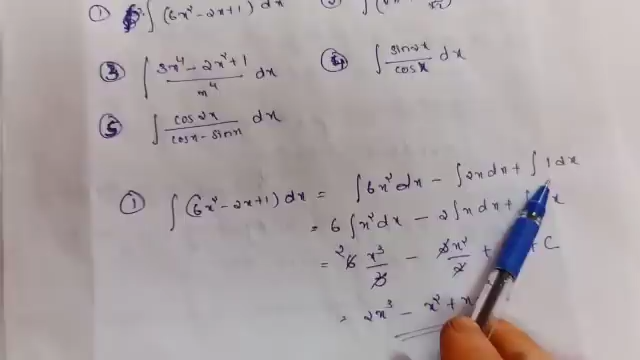 ① ∫ (6x² - 2x + 1) dx ②
③ ∫ (3x⁴ - 2x² + 1)/x⁴ dx ④ ∫ sin2x/cosx dx
⑤ ∫ cos2x/(cosx - sinx) dx
① ∫ (6x² - 2x + 1) dx = ∫ 6x² dx - ∫ 2x dx + ∫ 1 dx
= 6 ∫ x² dx - 2 ∫ x dx + ∫ x
= ²6 x³/3 - 2x²/2 + + C
= 2x³ - x² + x